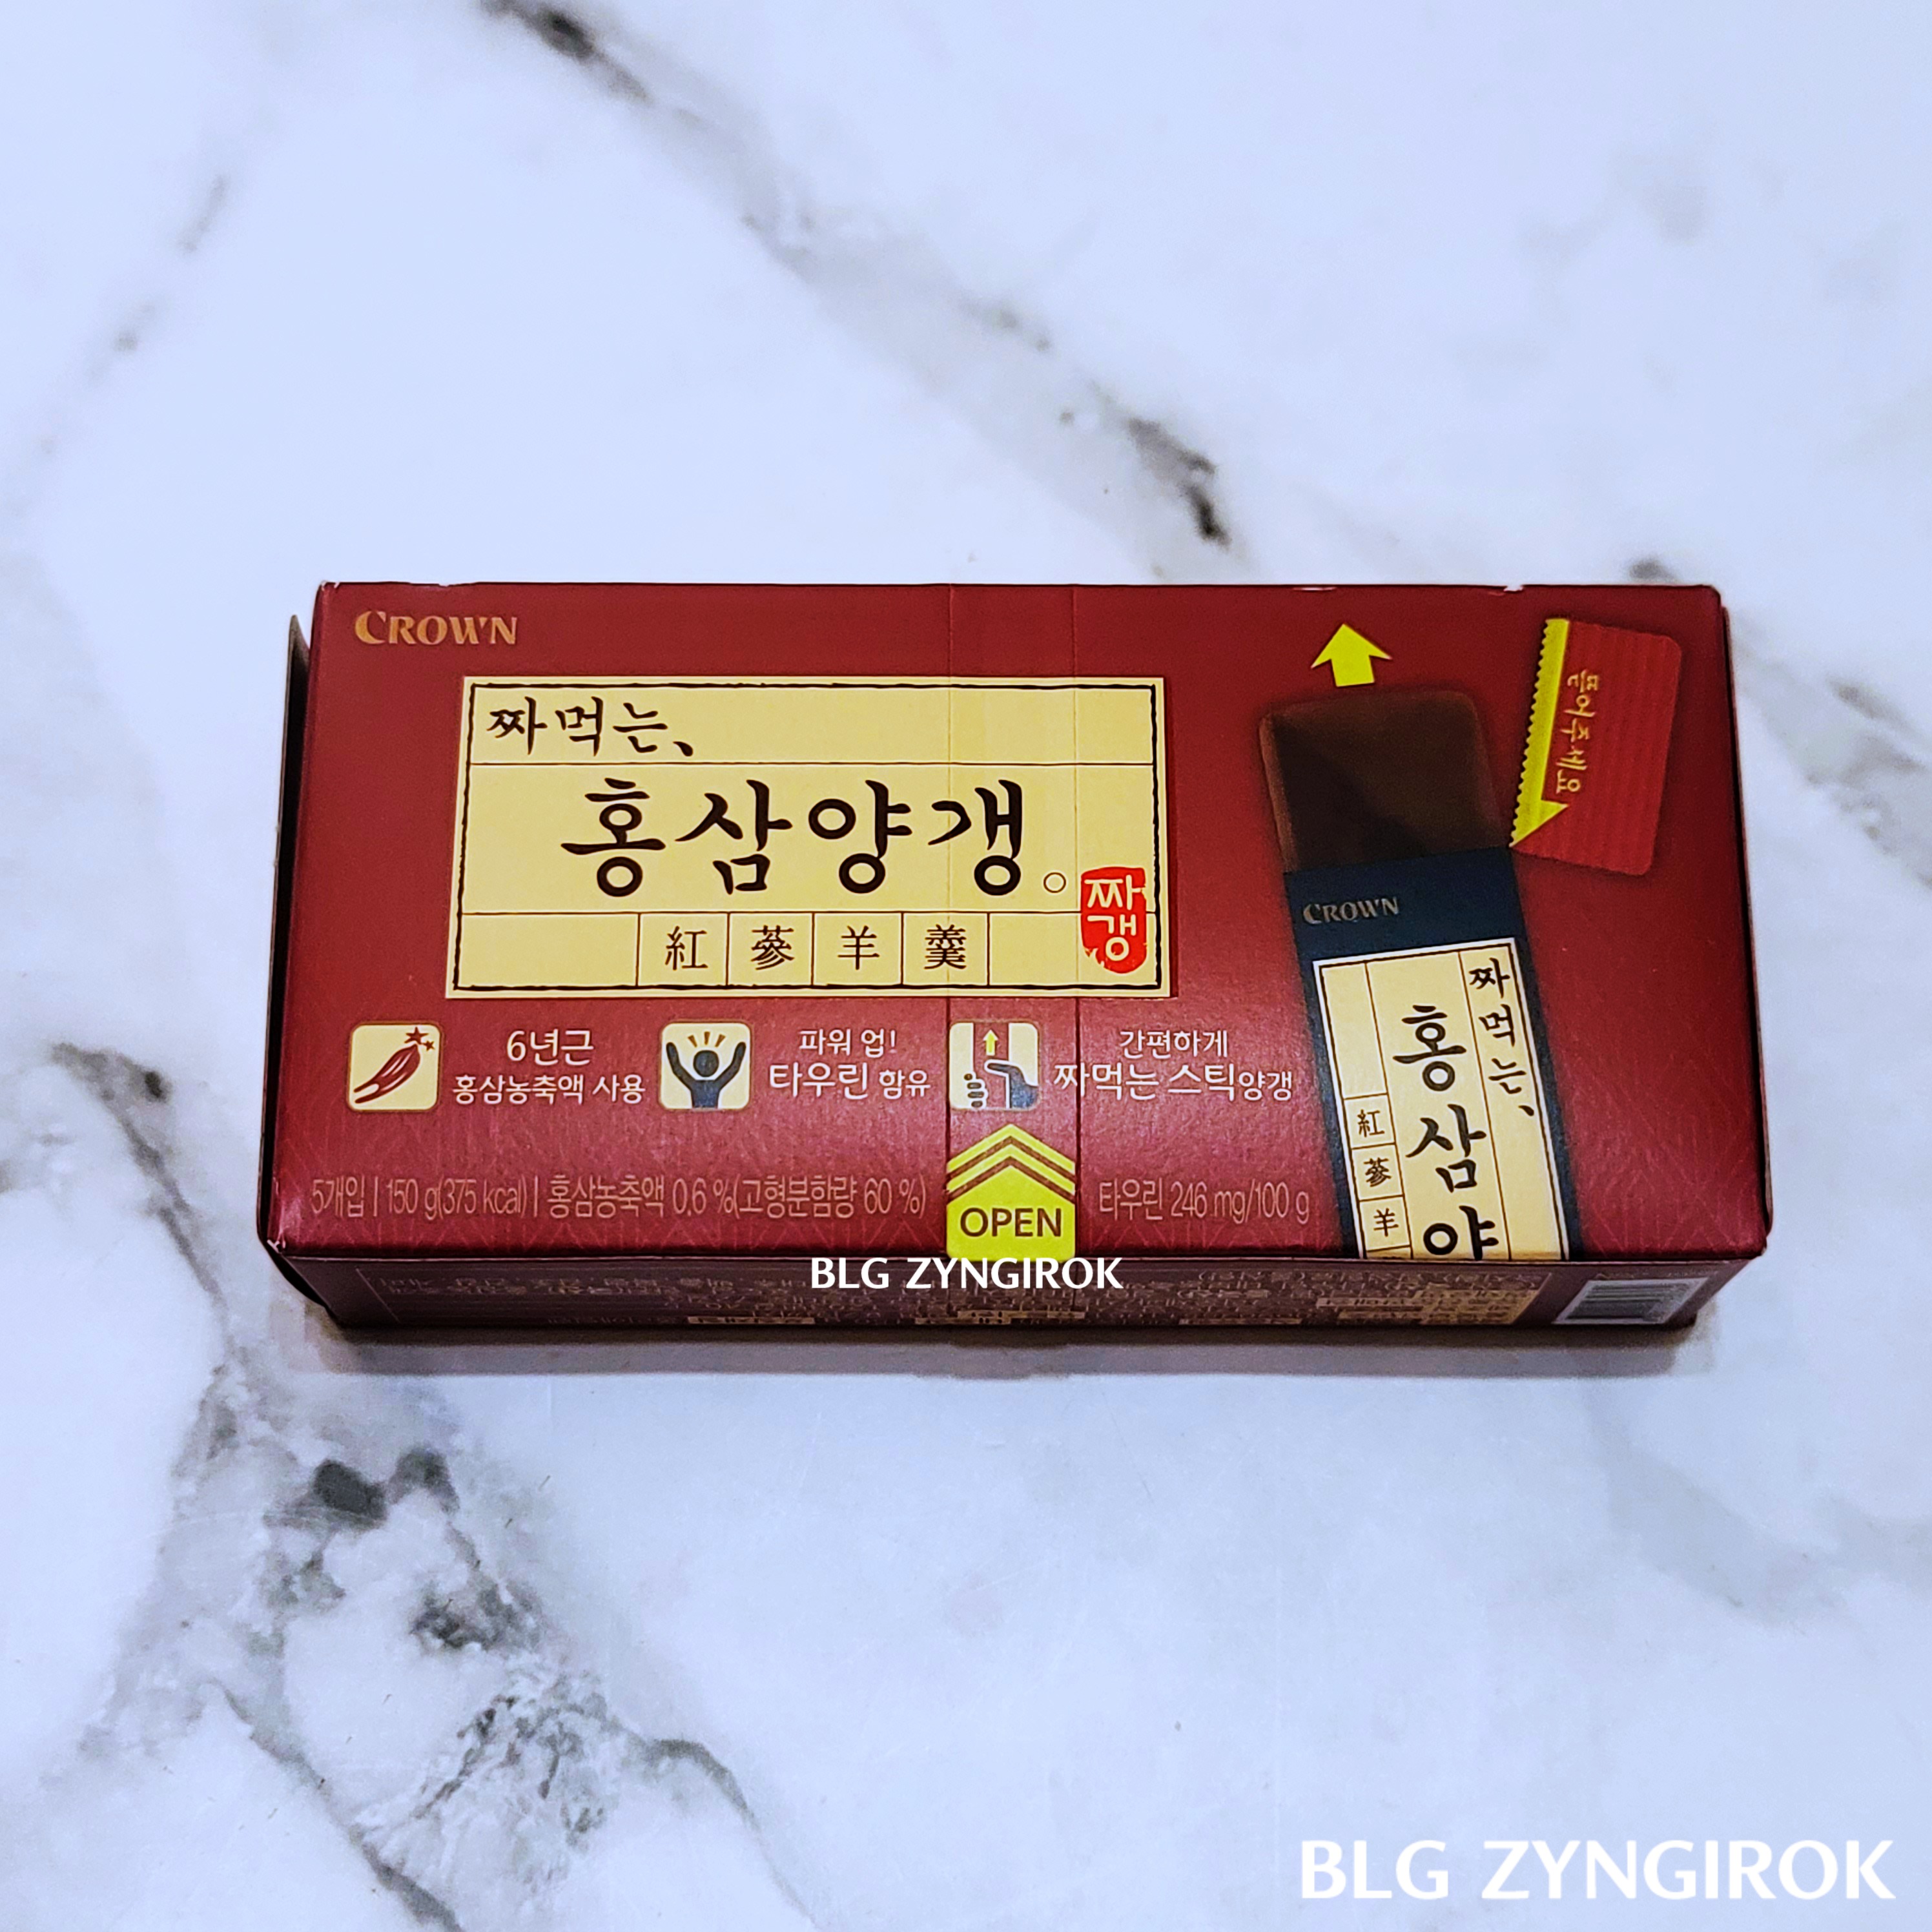 CROWN
짜먹는、
홍삼양갱。
짜갱
紅蔘羊羹
뜯어주세요
CROWN
짜먹는、
홍삼양
紅蔘羊
6년근
홍삼농축액 사용
파워 업!
타우린 함유
간편하게
짜먹는 스틱양갱
5개입 | 150 g(375 kcal) | 홍삼농축액 0.6 %(고형분함량 60 %)
타우린 246 mg/100 g
OPEN
BLG ZYNGIROK
BLG ZYNGIROK